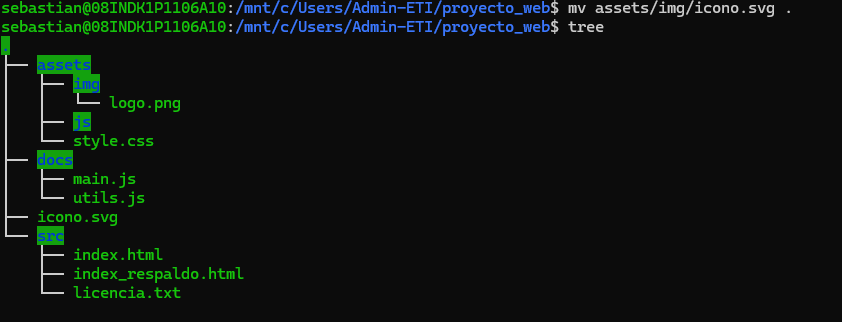 sebastian@08INDK1P1106A10:/mnt/c/Users/Admin-ETI/proyecto_web$ mv assets/img/icono.svg .
sebastian@08INDK1P1106A10:/mnt/c/Users/Admin-ETI/proyecto_web$ tree
.
├── assets
│   ├── img
│   │   └── logo.png
│   ├── js
│   └── style.css
├── docs
│   ├── main.js
│   └── utils.js
├── icono.svg
└── src
    ├── index.html
    ├── index_respaldo.html
    └── licencia.txt